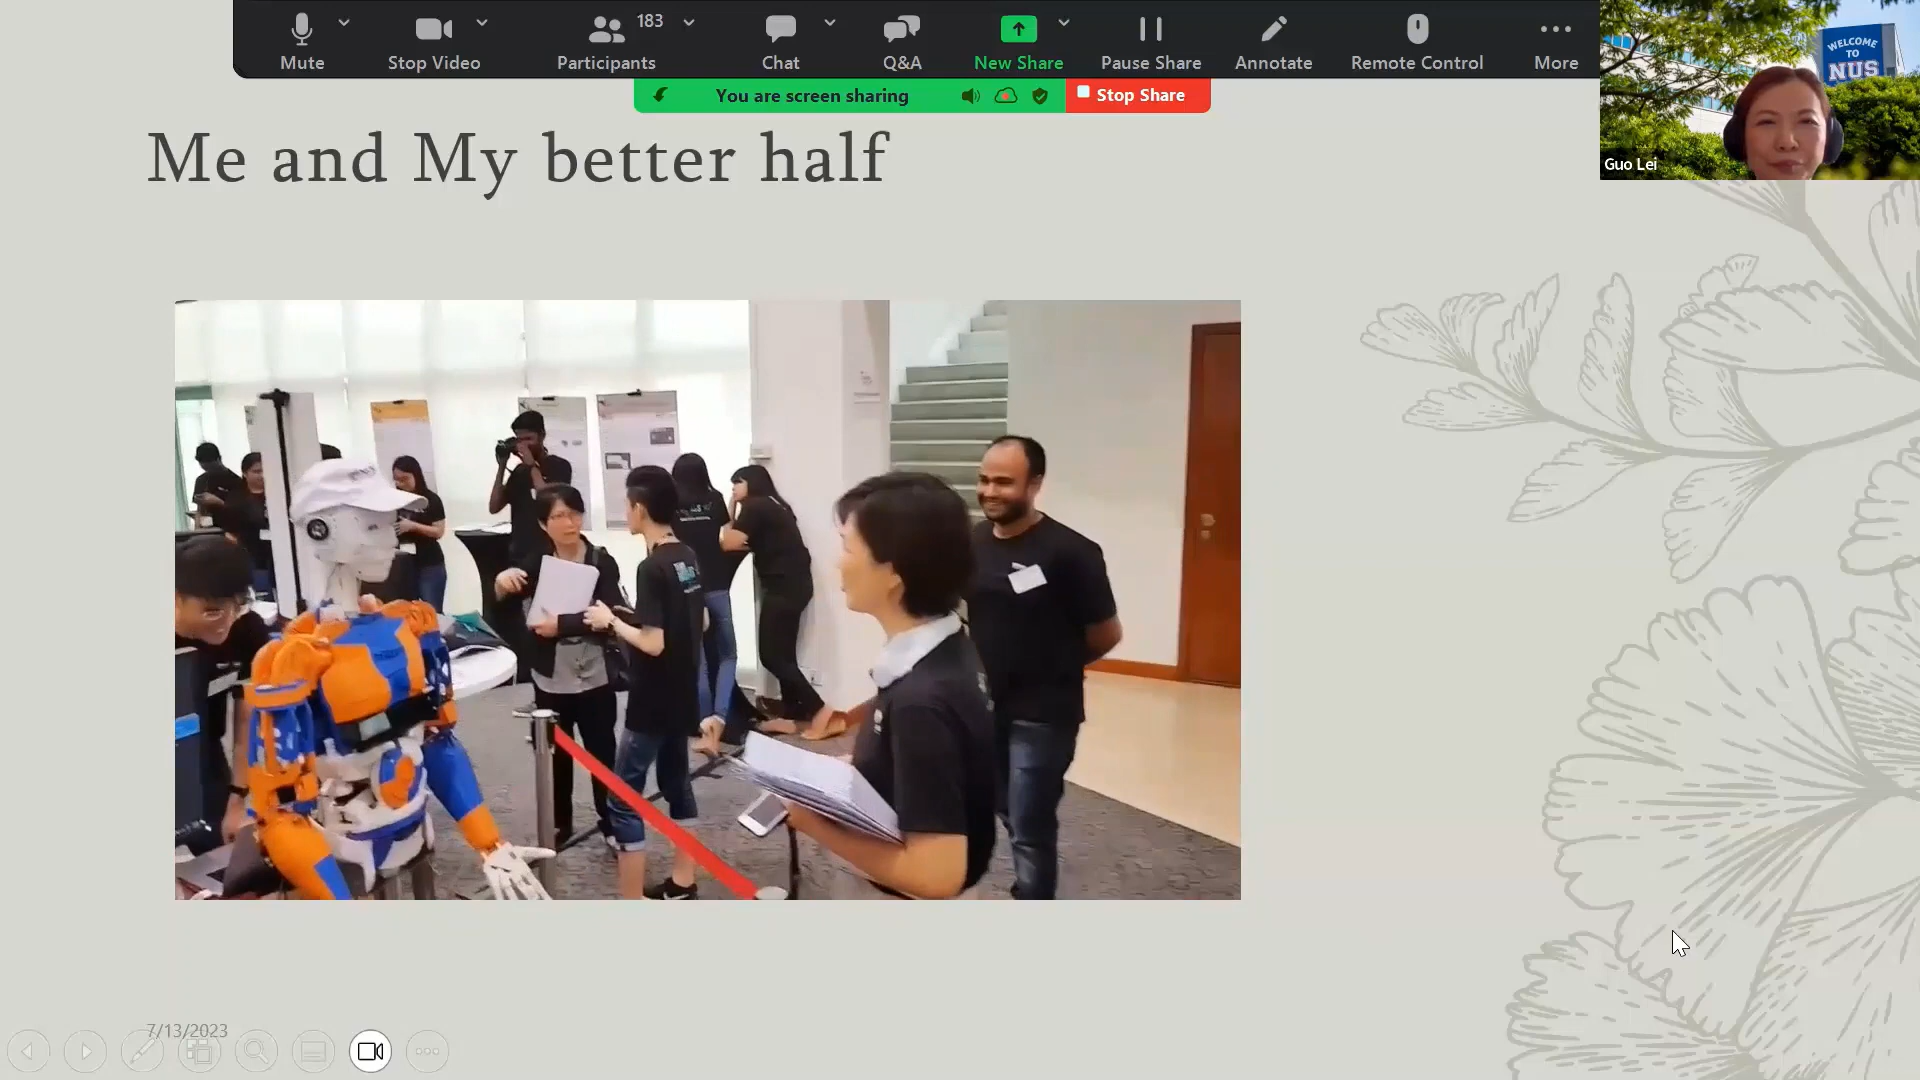 Mute
Stop Video
Participants
183
Chat
Q&A
New Share
Pause Share
Annotate
Remote Control
More
You are screen sharing
Stop Share
WELCOME
TO
NUS
Guo Lei
Me and My better half
7/13/2023